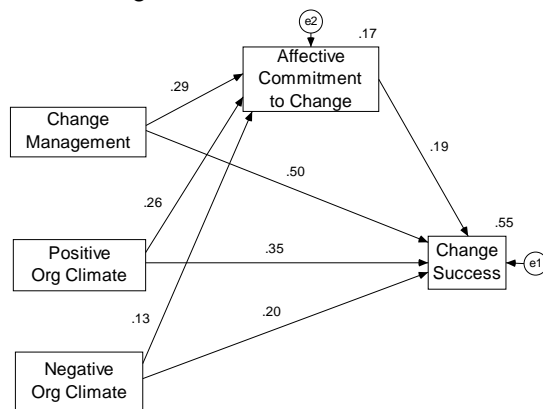 e2
.17
Affective
Commitment
to Change
.29
Change
Management
.19
.50
.26
.55
Positive
Org Climate
.35
Change
Success
e1
.13
.20
Negative
Org Climate